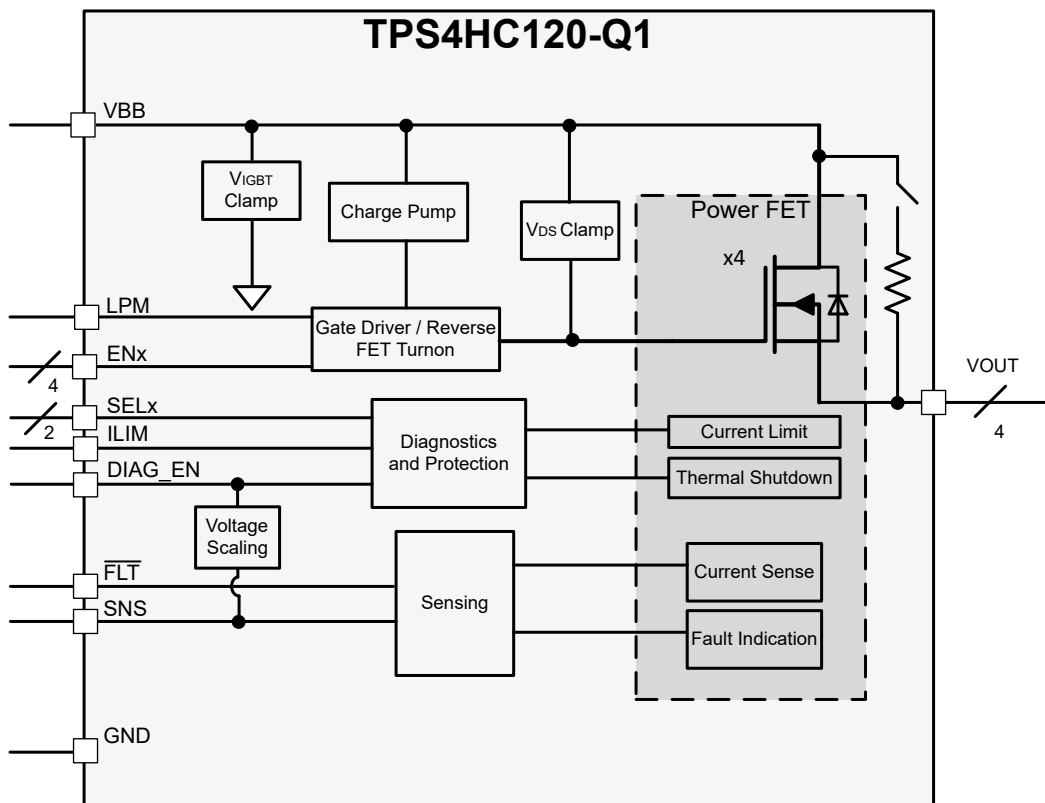 TPS4HC120-Q1
VBB
VIGBT
Clamp
Charge Pump
VDS Clamp
Power FET
x4
LPM
Gate Driver / Reverse
FET Turnon
ENx
4
VOUT
4
SELx
2
ILIM
DIAG_EN
Diagnostics
and Protection
Current Limit
Thermal Shutdown
Voltage
Scaling
FLT
SNS
Sensing
Current Sense
Fault Indication
GND